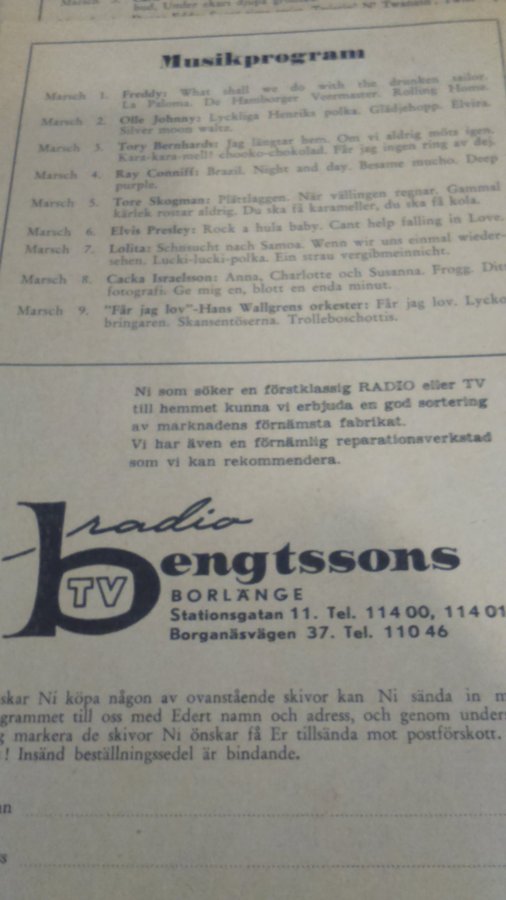 Marsch
bud. Under ekars djupa
Musikprogram
Marsch 1. Freddy: What shall we do with the drunken sailor.
La Paloma. De Hamborger Veermaster. Rolling Home.
Marsch 2. Olle Johnny: Lyckliga Henriks polka. Glädjehopp. Elvira.
Silver moon waltz.
Marsch 3. Tory Bernhards: Jag längtar hem. Om vi aldrig möts igen.
Kara-kara-mell! chooko-chokolad. Får jag ingen ring av dej.
Marsch 4. Ray Conniff: Brazil. Night and day. Besame mucho. Deep
purple.
Marsch 5. Tore Skogman: Plättlaggen. När vällingen regnar. Gammal
kärlek rostar aldrig. Du ska få karameller, du ska få kola.
Marsch 6. Elvis Presley: Rock a hula baby. Cant help falling in Love.
Marsch 7. Lolita: Sehnsucht nach Samoa. Wenn wir uns einmal wieder-
sehen. Lucki-lucki-polka. Ein strau vergibmeinnicht.
Marsch 8. Cacka Israelsson: Anna, Charlotte och Susanna. Frogg. Dit
fotografi. Ge mig en, blott en enda minut.
Marsch 9. "Får jag lov"-Hans Wallgrens orkester: Får jag lov. Lycko
bringaren. Skansentöserna. Trolleboschottis.
Ni som söker en förstklassig RADIO eller TV
till hemmet kunna vi erbjuda en god sortering
av marknadens förnämsta fabrikat.
Vi har även en förnämlig reparationsverkstad
som vi kan rekommendera.
radio
bengtssons
TV
BORLÄNGE
Stationsgatan 11. Tel. 114 00, 114 01
Borganäsvägen 37. Tel. 110 46
skar Ni köpa någon av ovanstående skivor kan Ni sända in m
grammet till oss med Edert namn och adress, och genom under
g markera de skivor Ni önskar få Er tillsända mot postförskott.
! Insänd beställningssedel är bindande.